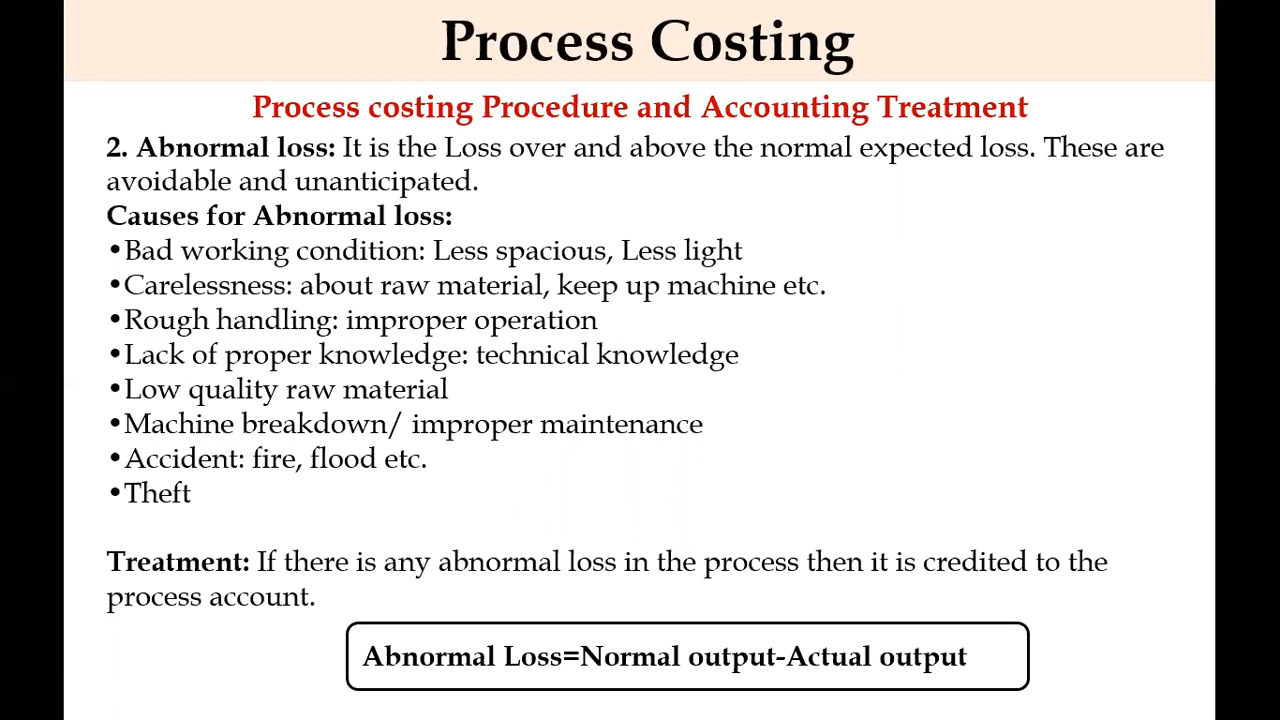 Process Costing
Process costing Procedure and Accounting Treatment
2. Abnormal loss: It is the Loss over and above the normal expected loss. These are
avoidable and unanticipated.
Causes for Abnormal loss:
•Bad working condition: Less spacious, Less light
•Carelessness: about raw material, keep up machine etc.
•Rough handling: improper operation
•Lack of proper knowledge: technical knowledge
•Low quality raw material
•Machine breakdown/ improper maintenance
•Accident: fire, flood etc.
•Theft
Treatment: If there is any abnormal loss in the process then it is credited to the
process account.
Abnormal Loss=Normal output-Actual output